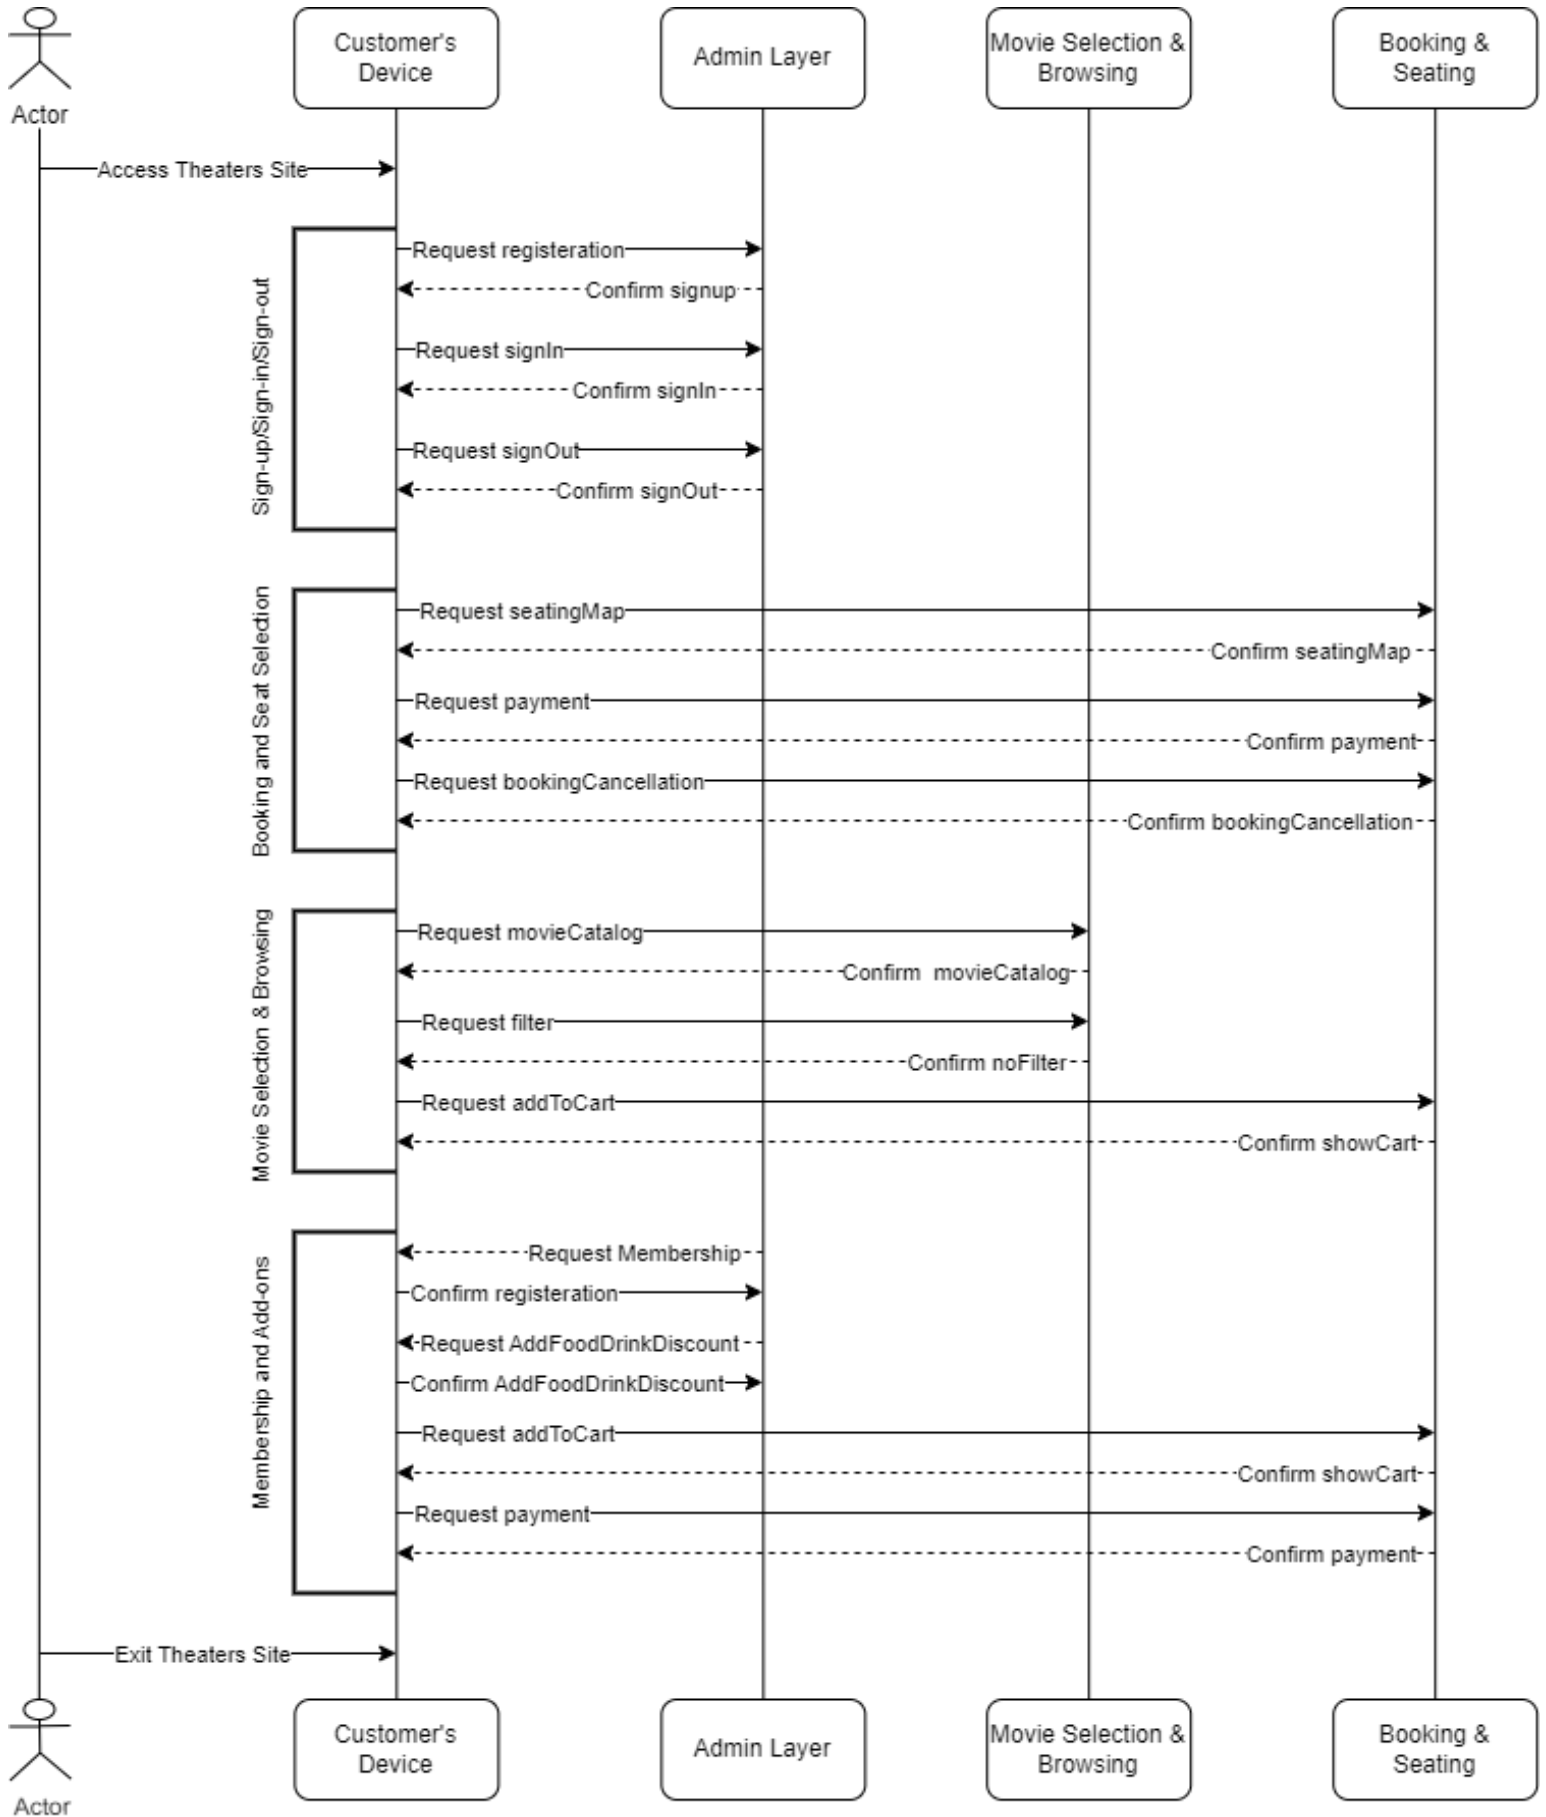 Customer's
Device
Admin Layer
Movie Selection &
Browsing
Booking &
Seating
Actor
Access Theaters Site
Sign-up/Sign-in/Sign-out
Request registeration
Confirm signup
Request signIn
Confirm signIn
Request signOut
Confirm signOut
Booking and Seat Selection
Request seatingMap
Confirm seatingMap
Request payment
Confirm payment
Request bookingCancellation
Confirm bookingCancellation
Movie Selection & Browsing
Request movieCatalog
Confirm  movieCatalog
Request filter
Confirm noFilter
Request addToCart
Confirm showCart
Membership and Add-ons
Request Membership
Confirm registeration
Request AddFoodDrinkDiscount
Confirm AddFoodDrinkDiscount
Request addToCart
Confirm showCart
Request payment
Confirm payment
Exit Theaters Site
Customer's
Device
Admin Layer
Movie Selection &
Browsing
Booking &
Seating
Actor